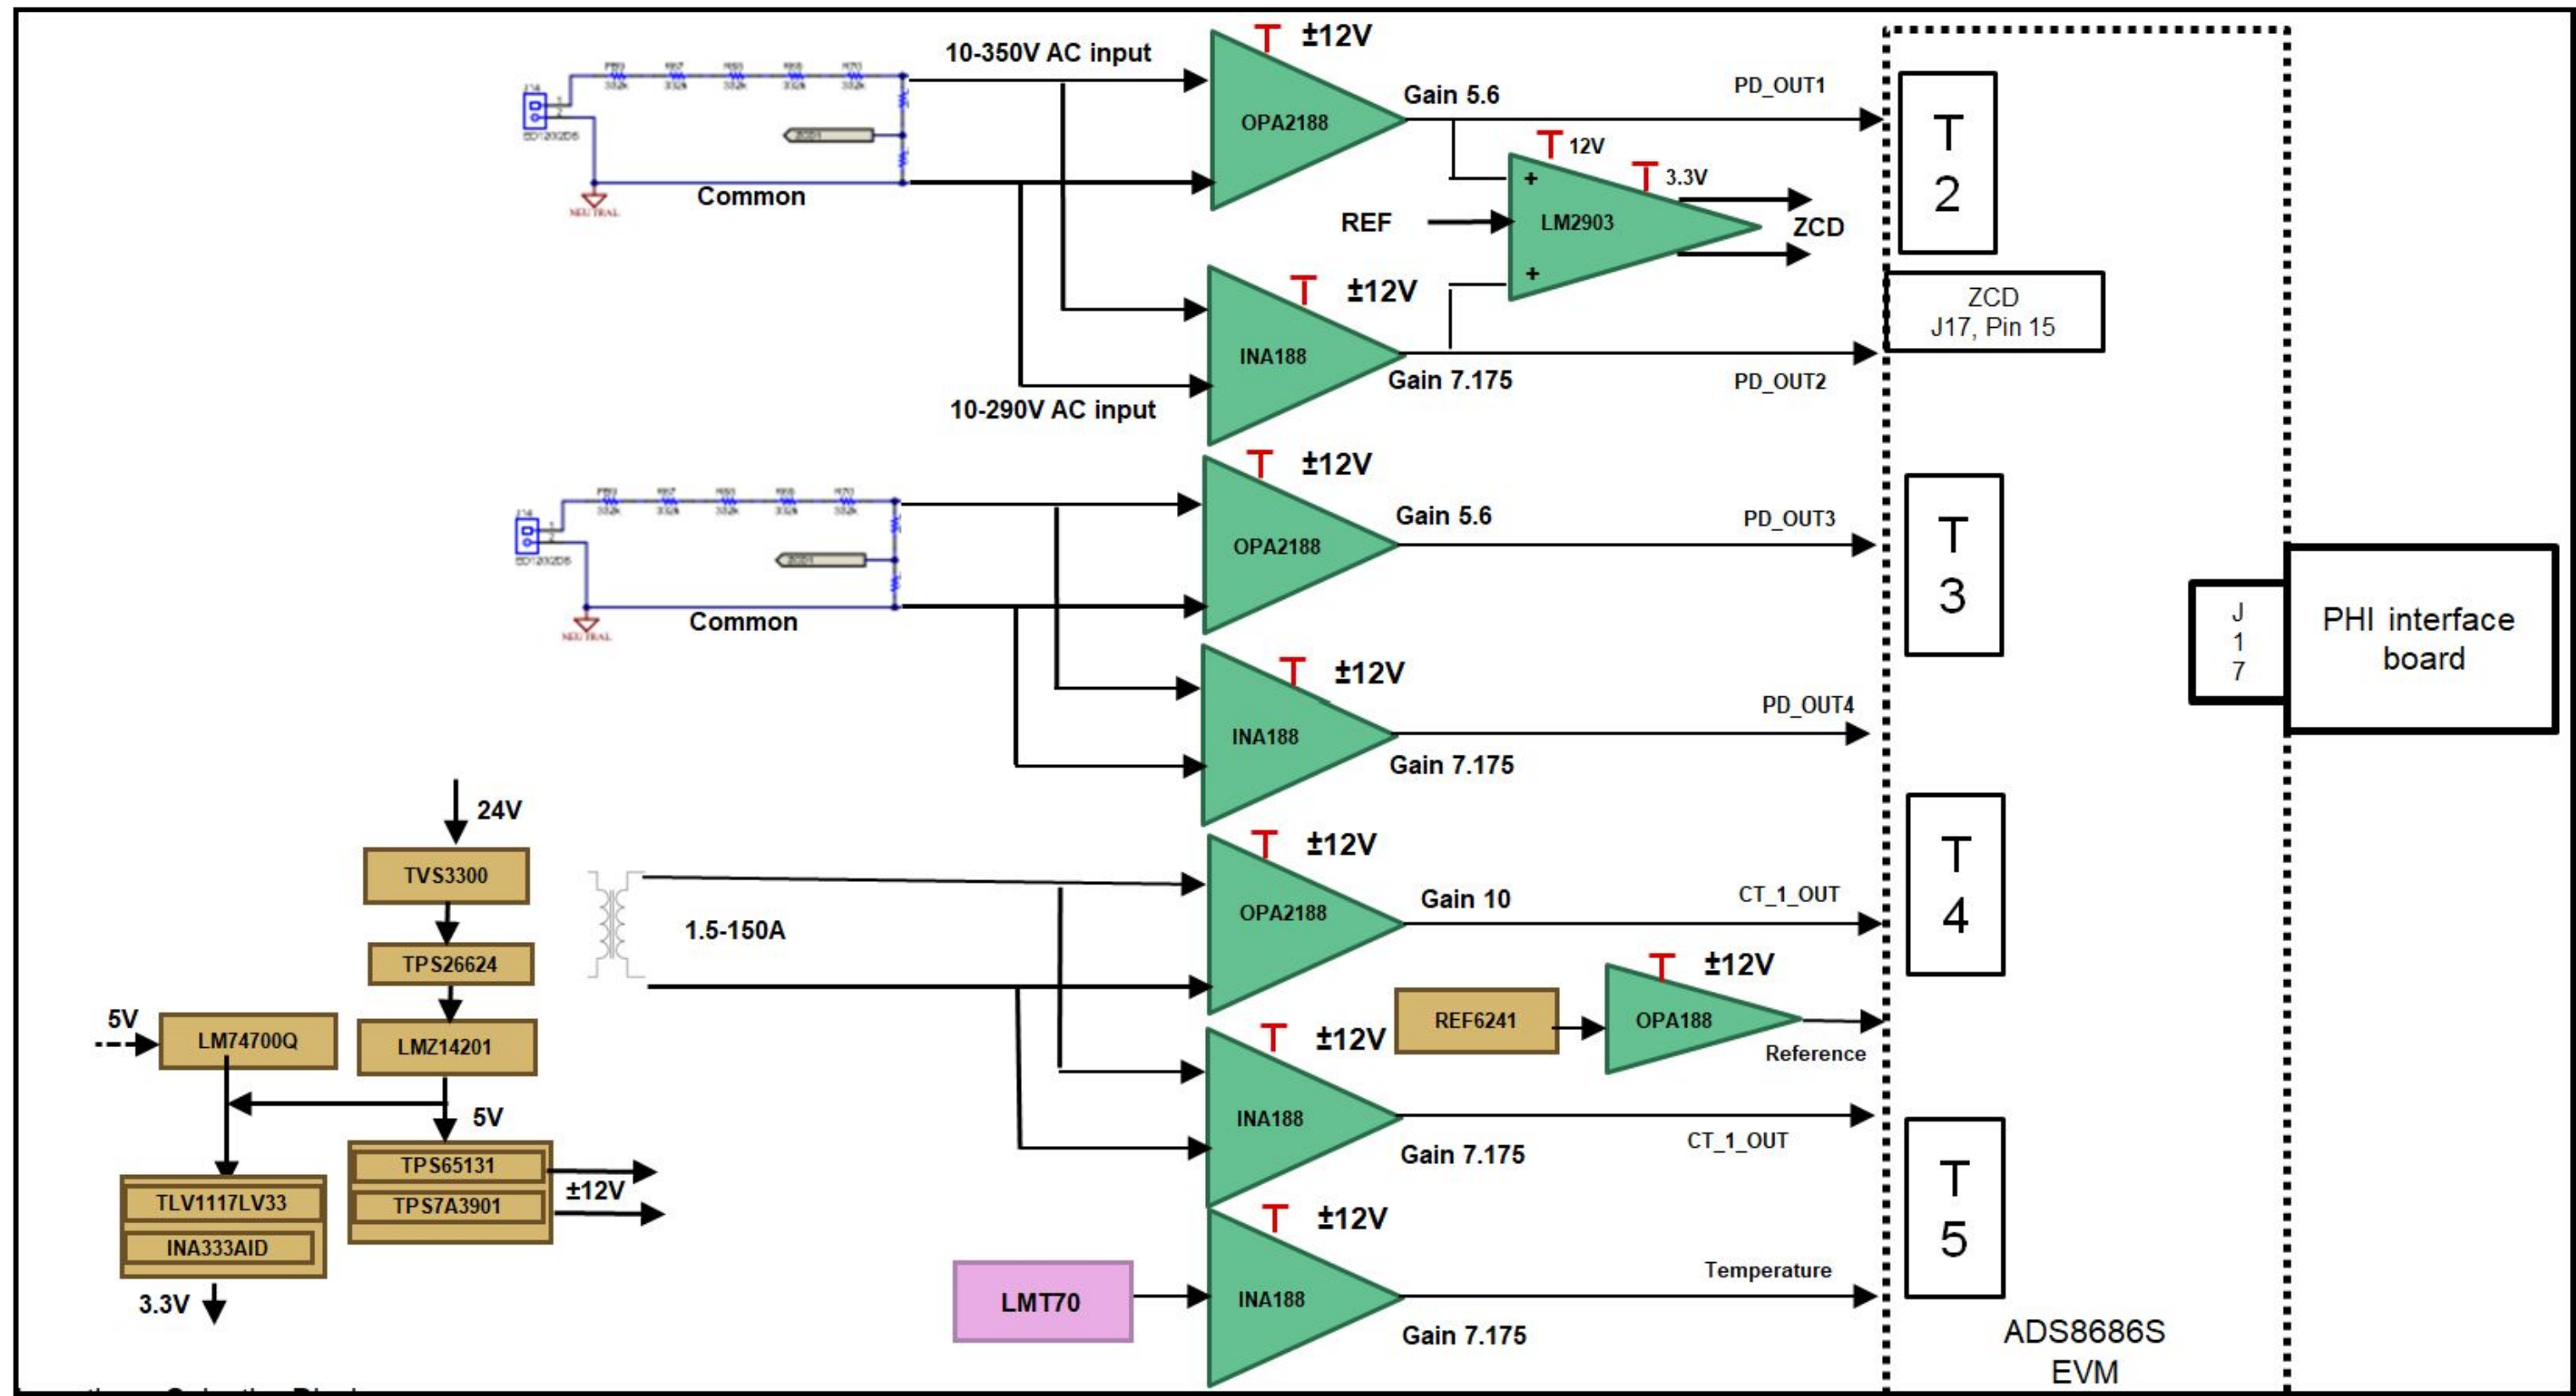 10-350V AC input
±12V
OPA2188
Gain 5.6
PD_OUT1
Common
NEUTRAL
12V
3.3V
+
REF
LM2903
ZCD
+
±12V
INA188
Gain 7.175
PD_OUT2
10-290V AC input
T
2
ZCD
J17, Pin 15
±12V
OPA2188
Gain 5.6
PD_OUT3
Common
NEUTRAL
±12V
INA188
Gain 7.175
PD_OUT4
T
3
J
1
7
PHI interface
board
24V
TVS3300
TPS26624
5V
LM74700Q
LMZ14201
5V
TPS65131
TPS7A3901
±12V
TLV1117LV33
INA333AID
3.3V
1.5-150A
±12V
OPA2188
Gain 10
CT_1_OUT
REF6241
±12V
OPA188
Reference
T
4
±12V
INA188
Gain 7.175
CT_1_OUT
LMT70
±12V
INA188
Gain 7.175
Temperature
T
5
ADS8686S
EVM